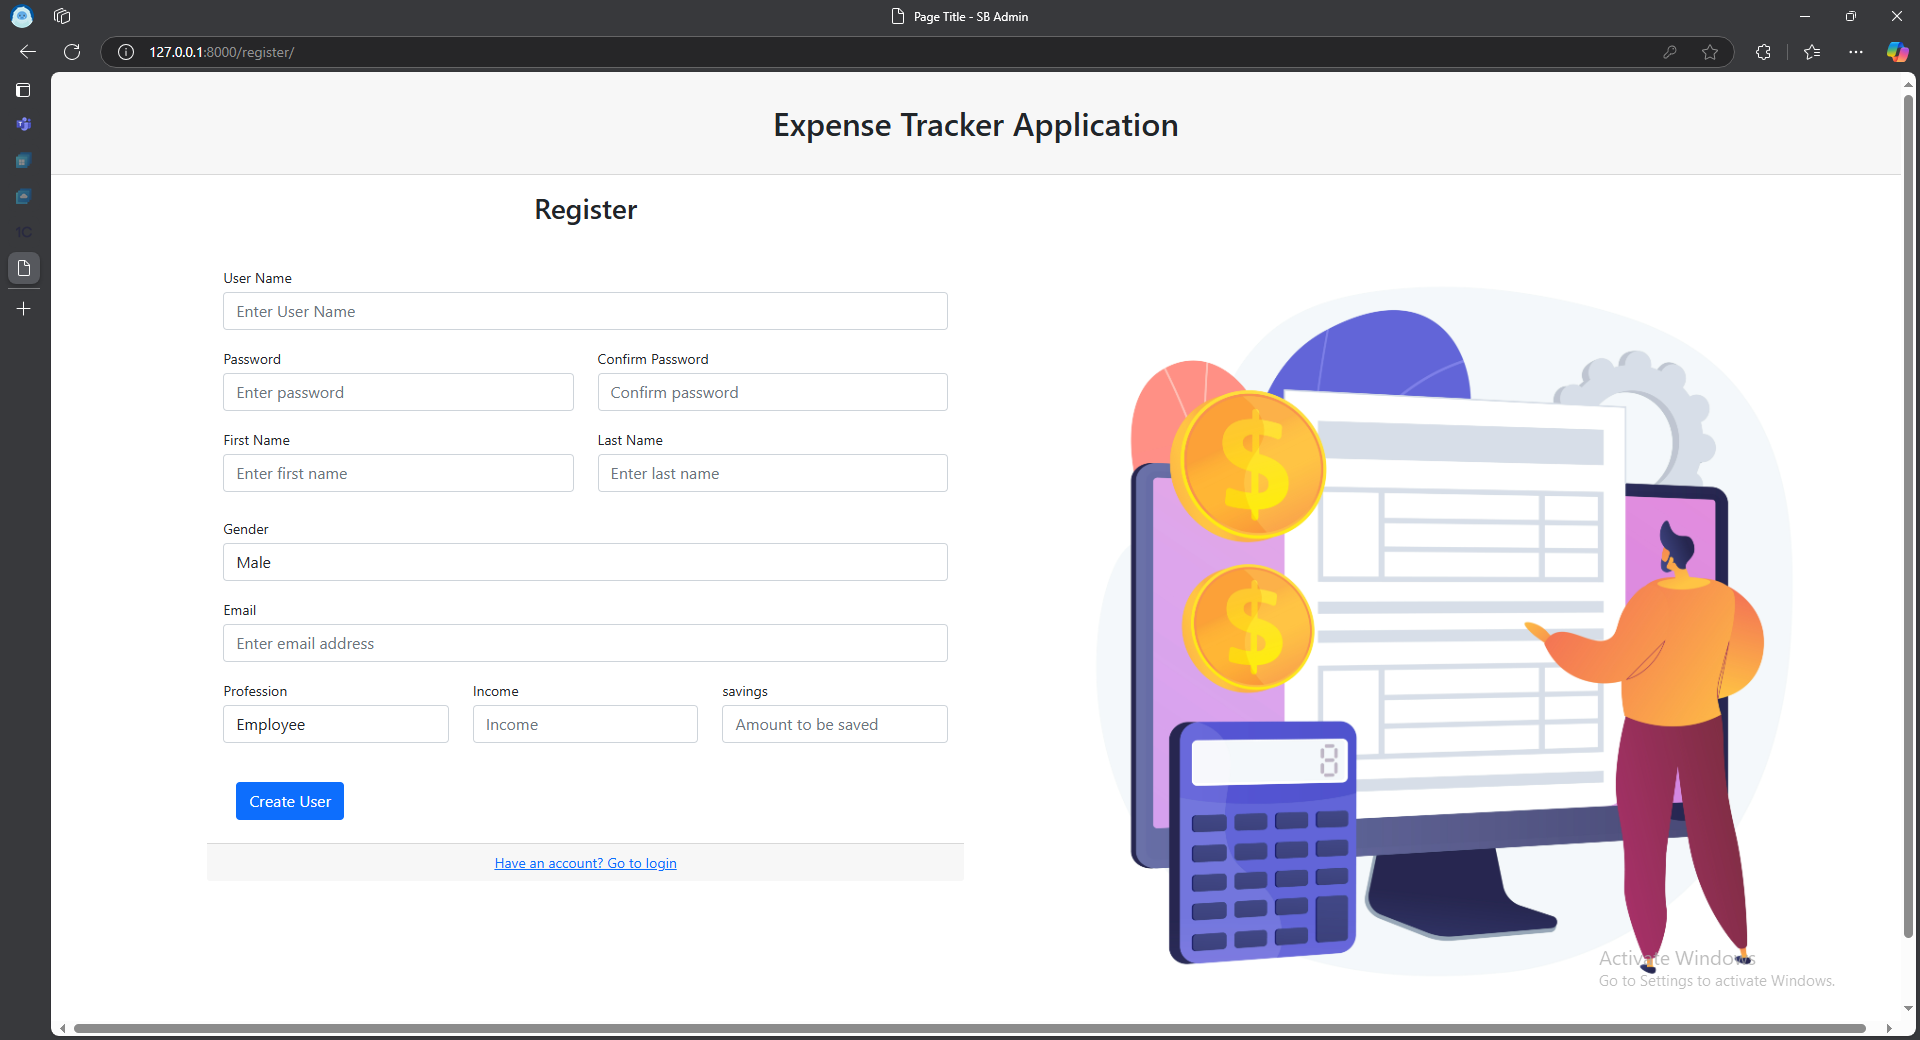 Page Title - SB Admin
127.0.0.1:8000/register/
1C
Expense Tracker Application
Register
User Name
Enter User Name
Password
Confirm Password
Enter password
Confirm password
First Name
Last Name
Enter first name
Enter last name
Gender
Male
Email
Enter email address
Profession
Income
savings
Employee
Income
Amount to be saved
Create User
Have an account? Go to login
$
$
8
Activate Windows
Go to Settings to activate Windows.